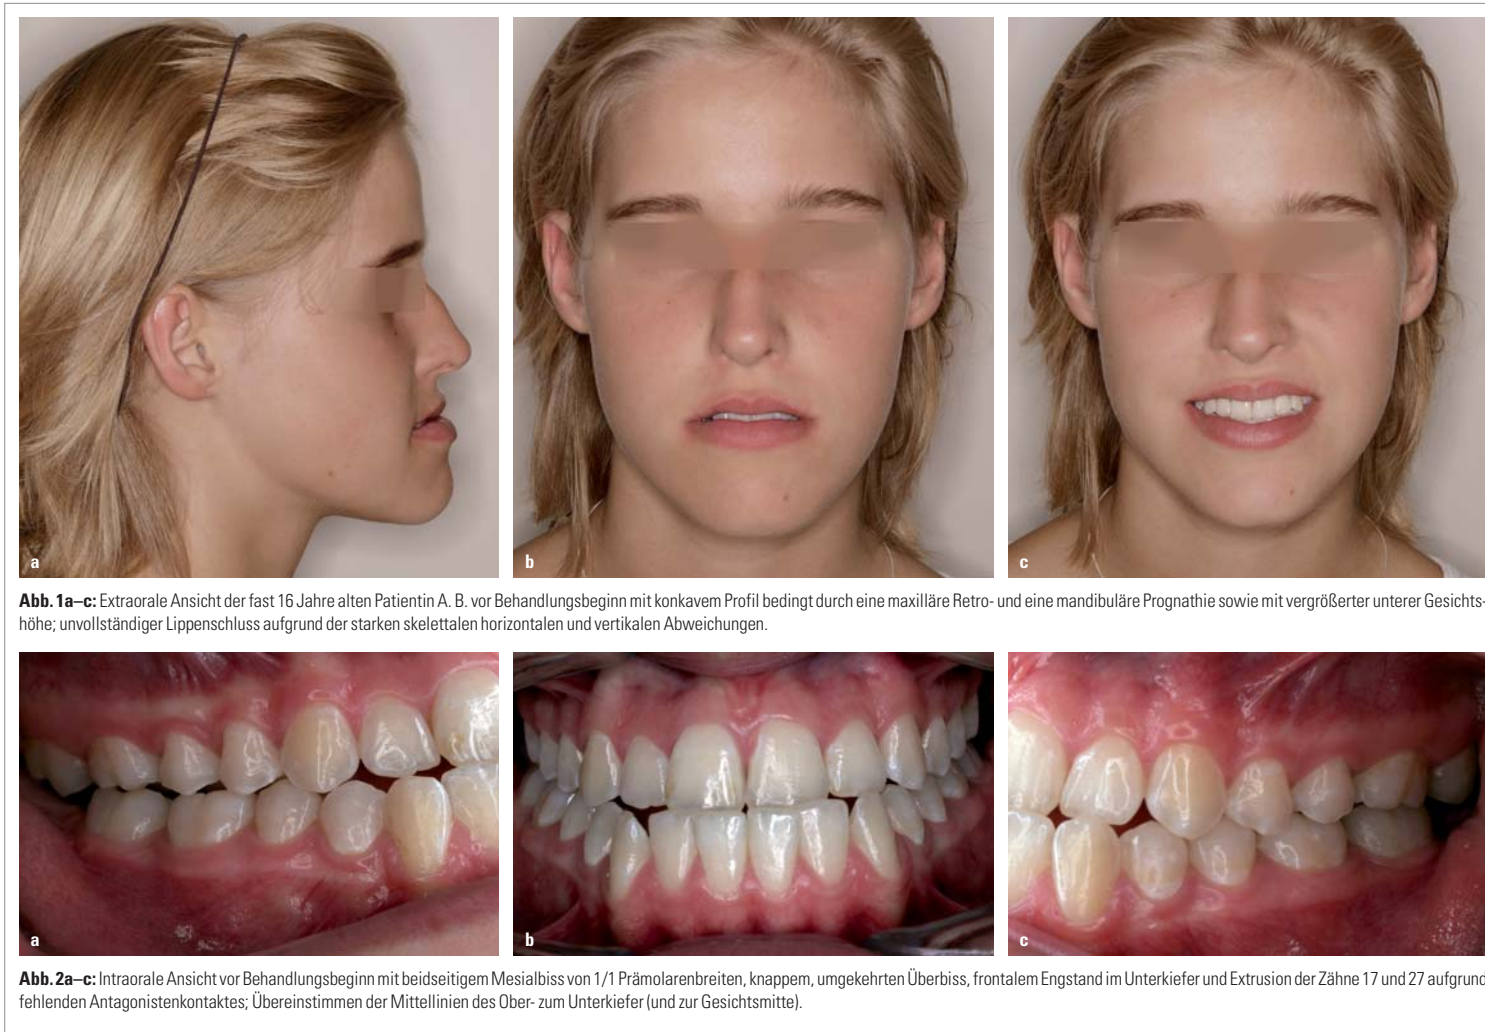 a
b
c
Abb. 1a–c: Extraorale Ansicht der fast 16 Jahre alten Patientin A. B. vor Behandlungsbeginn mit konkavem Profil bedingt durch eine maxilläre Retro- und eine mandibuläre Prognathie sowie mit vergrößerter unterer Gesichts-
höhe; unvollständiger Lippenschluss aufgrund der starken skelettalen horizontalen und vertikalen Abweichungen.
a
b
c
Abb. 2a–c: Intraorale Ansicht vor Behandlungsbeginn mit beidseitigem Mesialbiss von 1/1 Prämolarenbreiten, knappem, umgekehrten Überbiss, frontalem Engstand im Unterkiefer und Extrusion der Zähne 17 und 27 aufgrund
fehlenden Antagonistenkontaktes; Übereinstimmen der Mittellinien des Ober- zum Unterkiefer (und zur Gesichtsmitte).